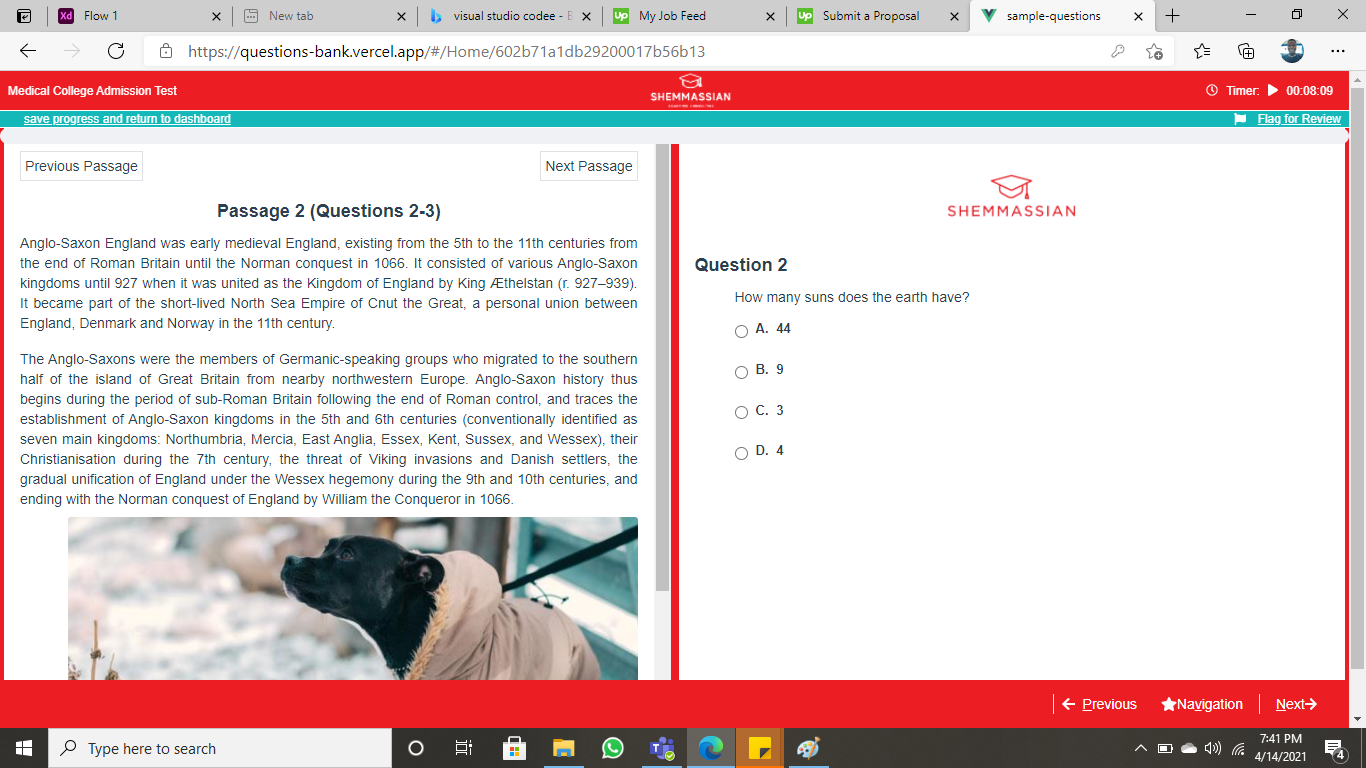 Flow 1
New tab
visual studio codee - B
My Job Feed
Submit a Proposal
sample-questions
https://questions-bank.vercel.app/#/Home/602b71a1db29200017b56b13
Medical College Admission Test
SHEMMASSIAN
Timer: 00:08:09
save progress and return to dashboard
Flag for Review
Previous Passage
Next Passage
Passage 2 (Questions 2-3)
Anglo-Saxon England was early medieval England, existing from the 5th to the 11th centuries from
the end of Roman Britain until the Norman conquest in 1066. It consisted of various Anglo-Saxon
kingdoms until 927 when it was united as the Kingdom of England by King Æthelstan (r. 927–939).
It became part of the short-lived North Sea Empire of Cnut the Great, a personal union between
England, Denmark and Norway in the 11th century.
The Anglo-Saxons were the members of Germanic-speaking groups who migrated to the southern
half of the island of Great Britain from nearby northwestern Europe. Anglo-Saxon history thus
begins during the period of sub-Roman Britain following the end of Roman control, and traces the
establishment of Anglo-Saxon kingdoms in the 5th and 6th centuries (conventionally identified as
seven main kingdoms: Northumbria, Mercia, East Anglia, Essex, Kent, Sussex, and Wessex), their
Christianisation during the 7th century, the threat of Viking invasions and Danish settlers, the
gradual unification of England under the Wessex hegemony during the 9th and 10th centuries, and
ending with the Norman conquest of England by William the Conqueror in 1066.
SHEMMASSIAN
Question 2
How many suns does the earth have?
A. 44
B. 9
C. 3
D. 4
Previous
Navigation
Next
Type here to search
7:41 PM
4/14/2021
4